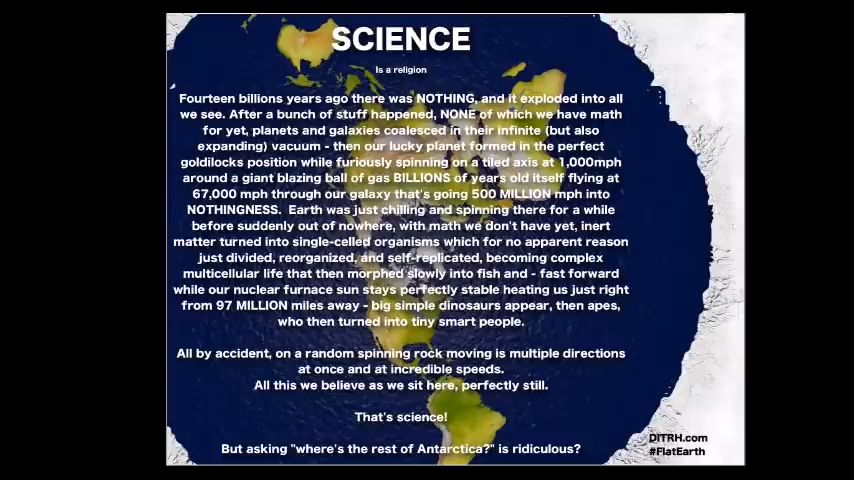 SCIENCE
Is a religion
Fourteen billions years ago there was NOTHING, and it exploded into all
we see. After a bunch of stuff happened, NONE of which we have math
for yet, planets and galaxies coalesced in their infinite (but also
expanding) vacuum - then our lucky planet formed in the perfect
goldilocks position while furiously spinning on a tiled axis at 1,000mph
around a giant blazing ball of gas BILLIONS of years old itself flying at
67,000 mph through our galaxy that's going 500 MILLION mph into
NOTHINGNESS. Earth was just chilling and spinning there for a while
before suddenly out of nowhere, with math we don't have yet, inert
matter turned into single-celled organisms which for no apparent reason
just divided, reorganized, and self-replicated, becoming complex
multicellular life that then morphed slowly into fish and - fast forward
while our nuclear furnace sun stays perfectly stable heating us just right
from 97 MILLION miles away - big simple dinosaurs appear, then apes,
who then turned into tiny smart people.
All by accident, on a random spinning rock moving is multiple directions
at once and at incredible speeds.
All this we believe as we sit here, perfectly still.
That's science!
But asking "where's the rest of Antarctica?" is ridiculous?
DITRH.com
#FlatEarth